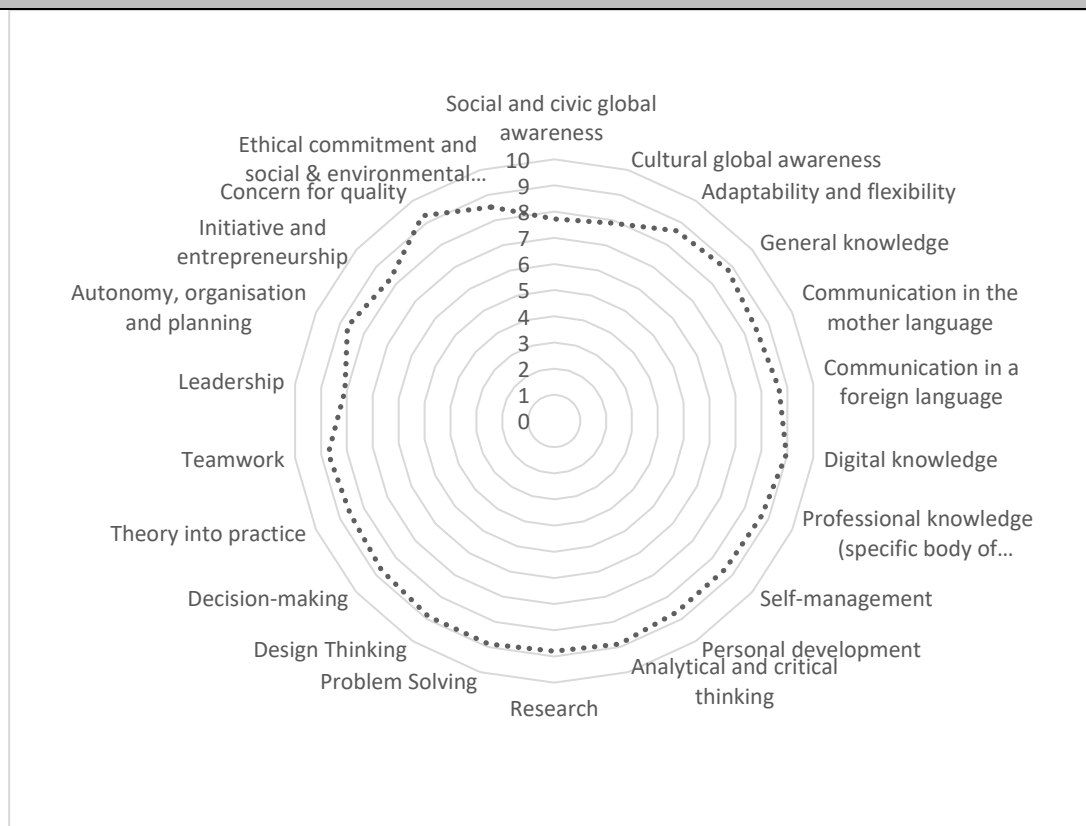 Social and civic global
awareness
Cultural global awareness
Adaptability and flexibility
General knowledge
Communication in the
mother language
Communication in a
foreign language
Digital knowledge
Professional knowledge
(specific body of...
Self-management
Personal development
Analytical and critical
thinking
Research
Problem Solving
Design Thinking
Decision-making
Theory into practice
Teamwork
Leadership
Autonomy, organisation
and planning
Initiative and
entrepreneurship
Concern for quality
Ethical commitment and
social & environmental...
10
9
8
7
6
5
4
3
2
1
0